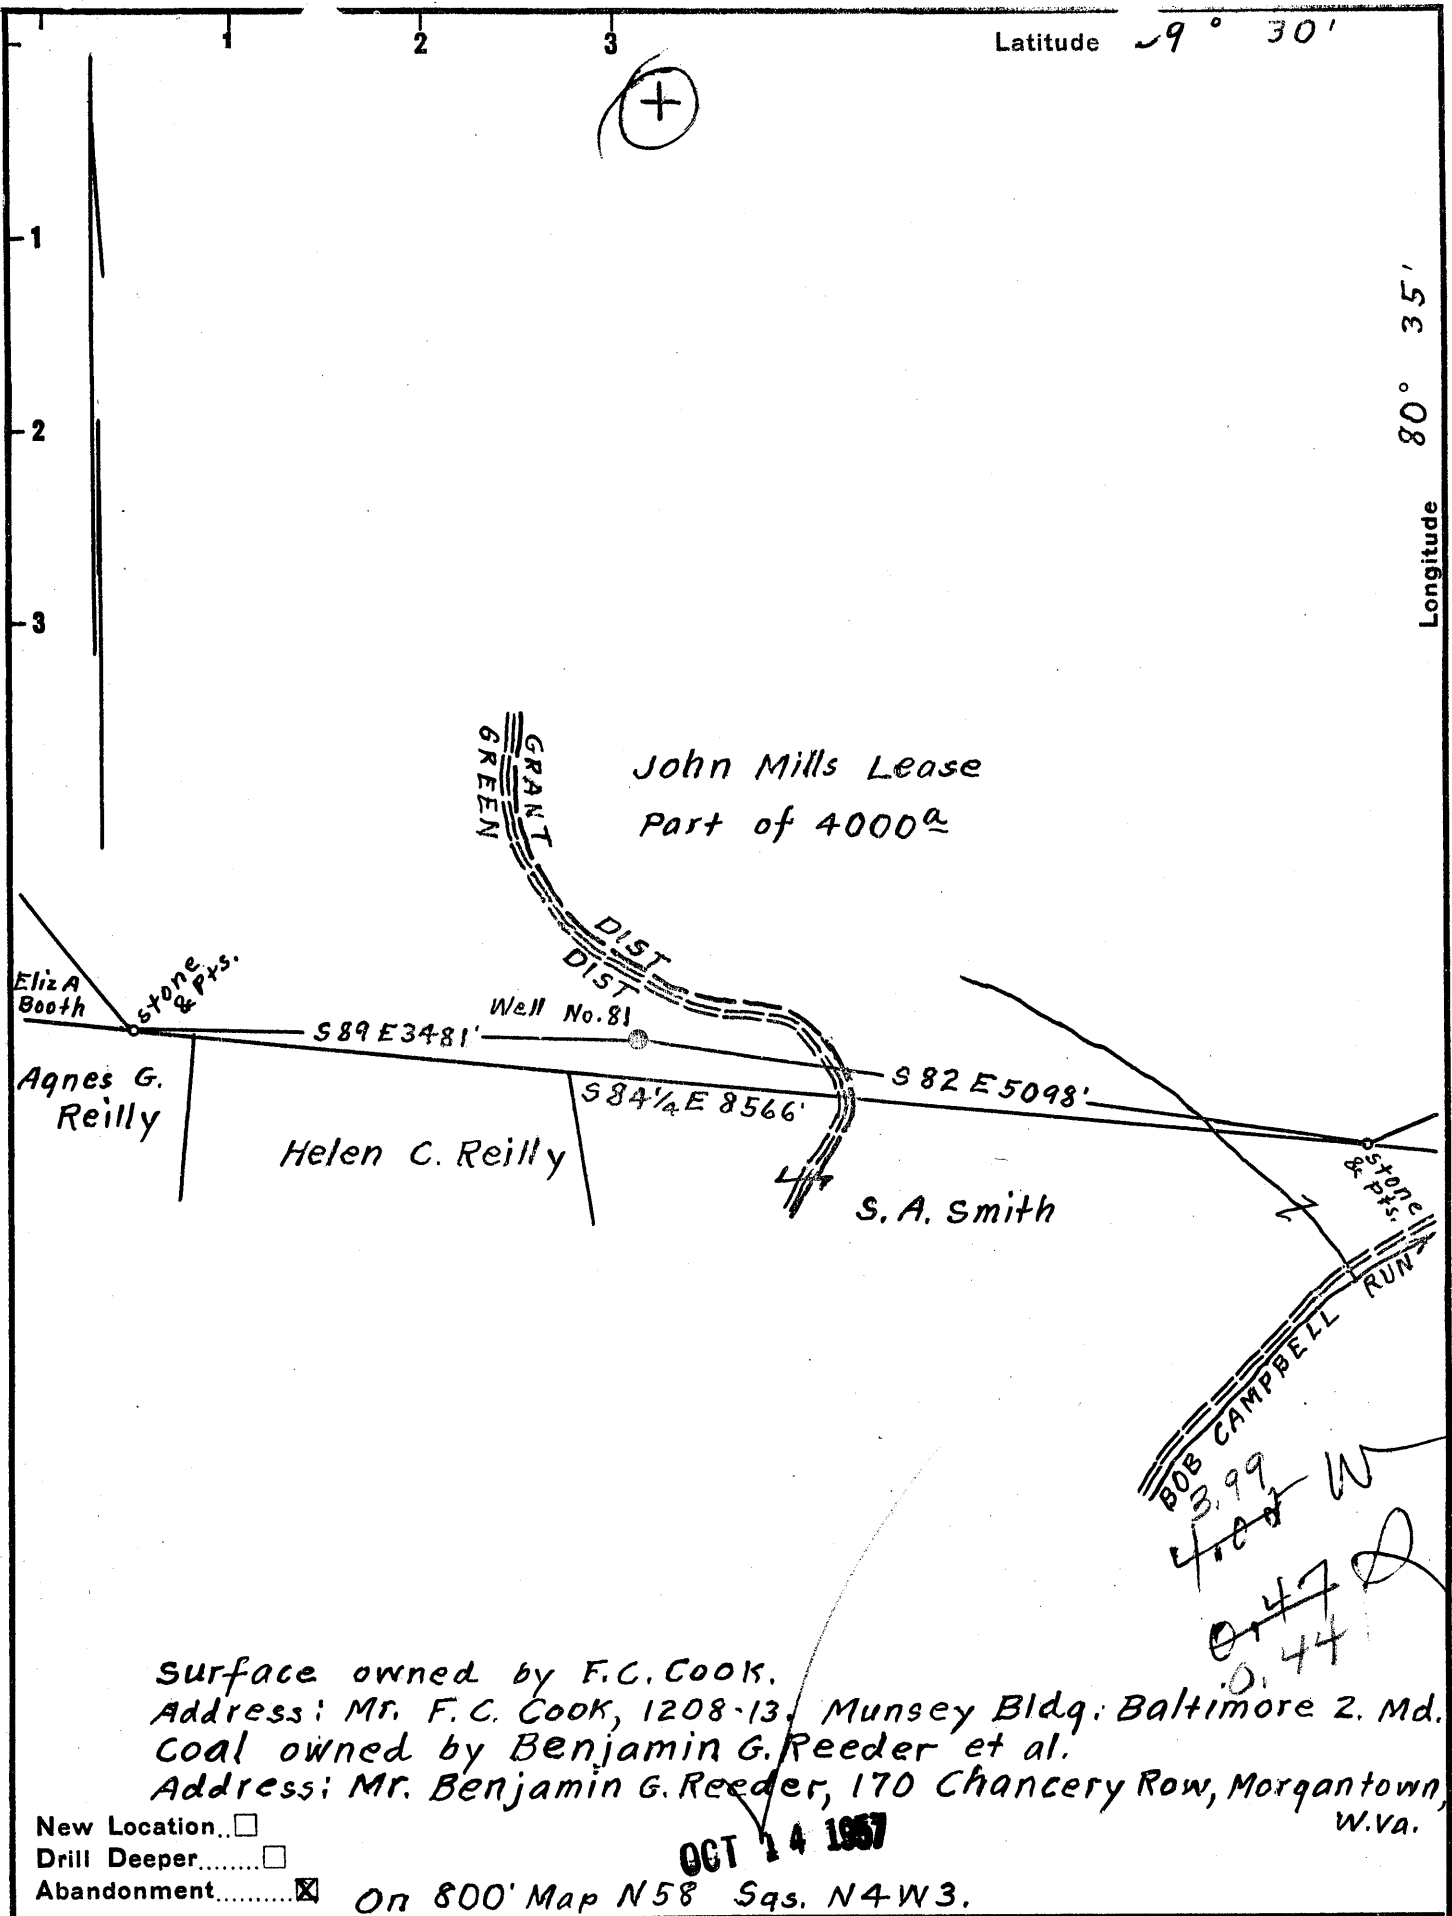 1 2 3
Latitude 9° 30'
1
2
3
80° 35'
Longitude
GRANT
GREEN
DIST
DIST
John Mills Lease
Part of 4000 a
Eliz A
Booth
stone
& Pts.
Well No. 81
S 89 E 3481'
S 82 E 5098'
S 84¼ E 8566'
Agnes G.
Reilly
Helen C. Reilly
S. A. Smith
stone
& Pts.
BOB CAMPBELL RUN
3.99 W
4.02
0.47
0.44
Surface owned by F.C. Cook.
Address: Mr. F. C. Cook, 1208-13, Munsey Bldg. Baltimore 2. Md.
Coal owned by Benjamin G. Reeder et al.
Address: Mr. Benjamin G. Reeder, 170 Chancery Row, Morgantown,
W.Va.
New Location..
Drill Deeper........
Abandonment..........☒
OCT 14 1957
On 800' Map N58 Sqs. N4W3.